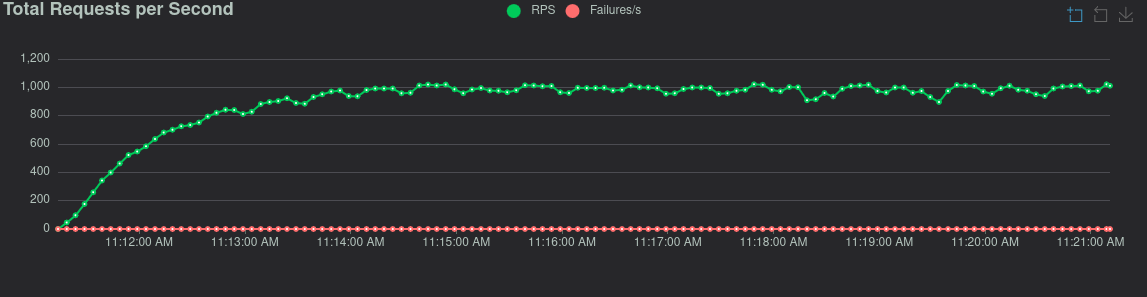 Total Requests per Second
RPS
Failures/s
1,200
1,000
800
600
400
200
0
11:12:00 AM
11:13:00 AM
11:14:00 AM
11:15:00 AM
11:16:00 AM
11:17:00 AM
11:18:00 AM
11:19:00 AM
11:20:00 AM
11:21:00 AM